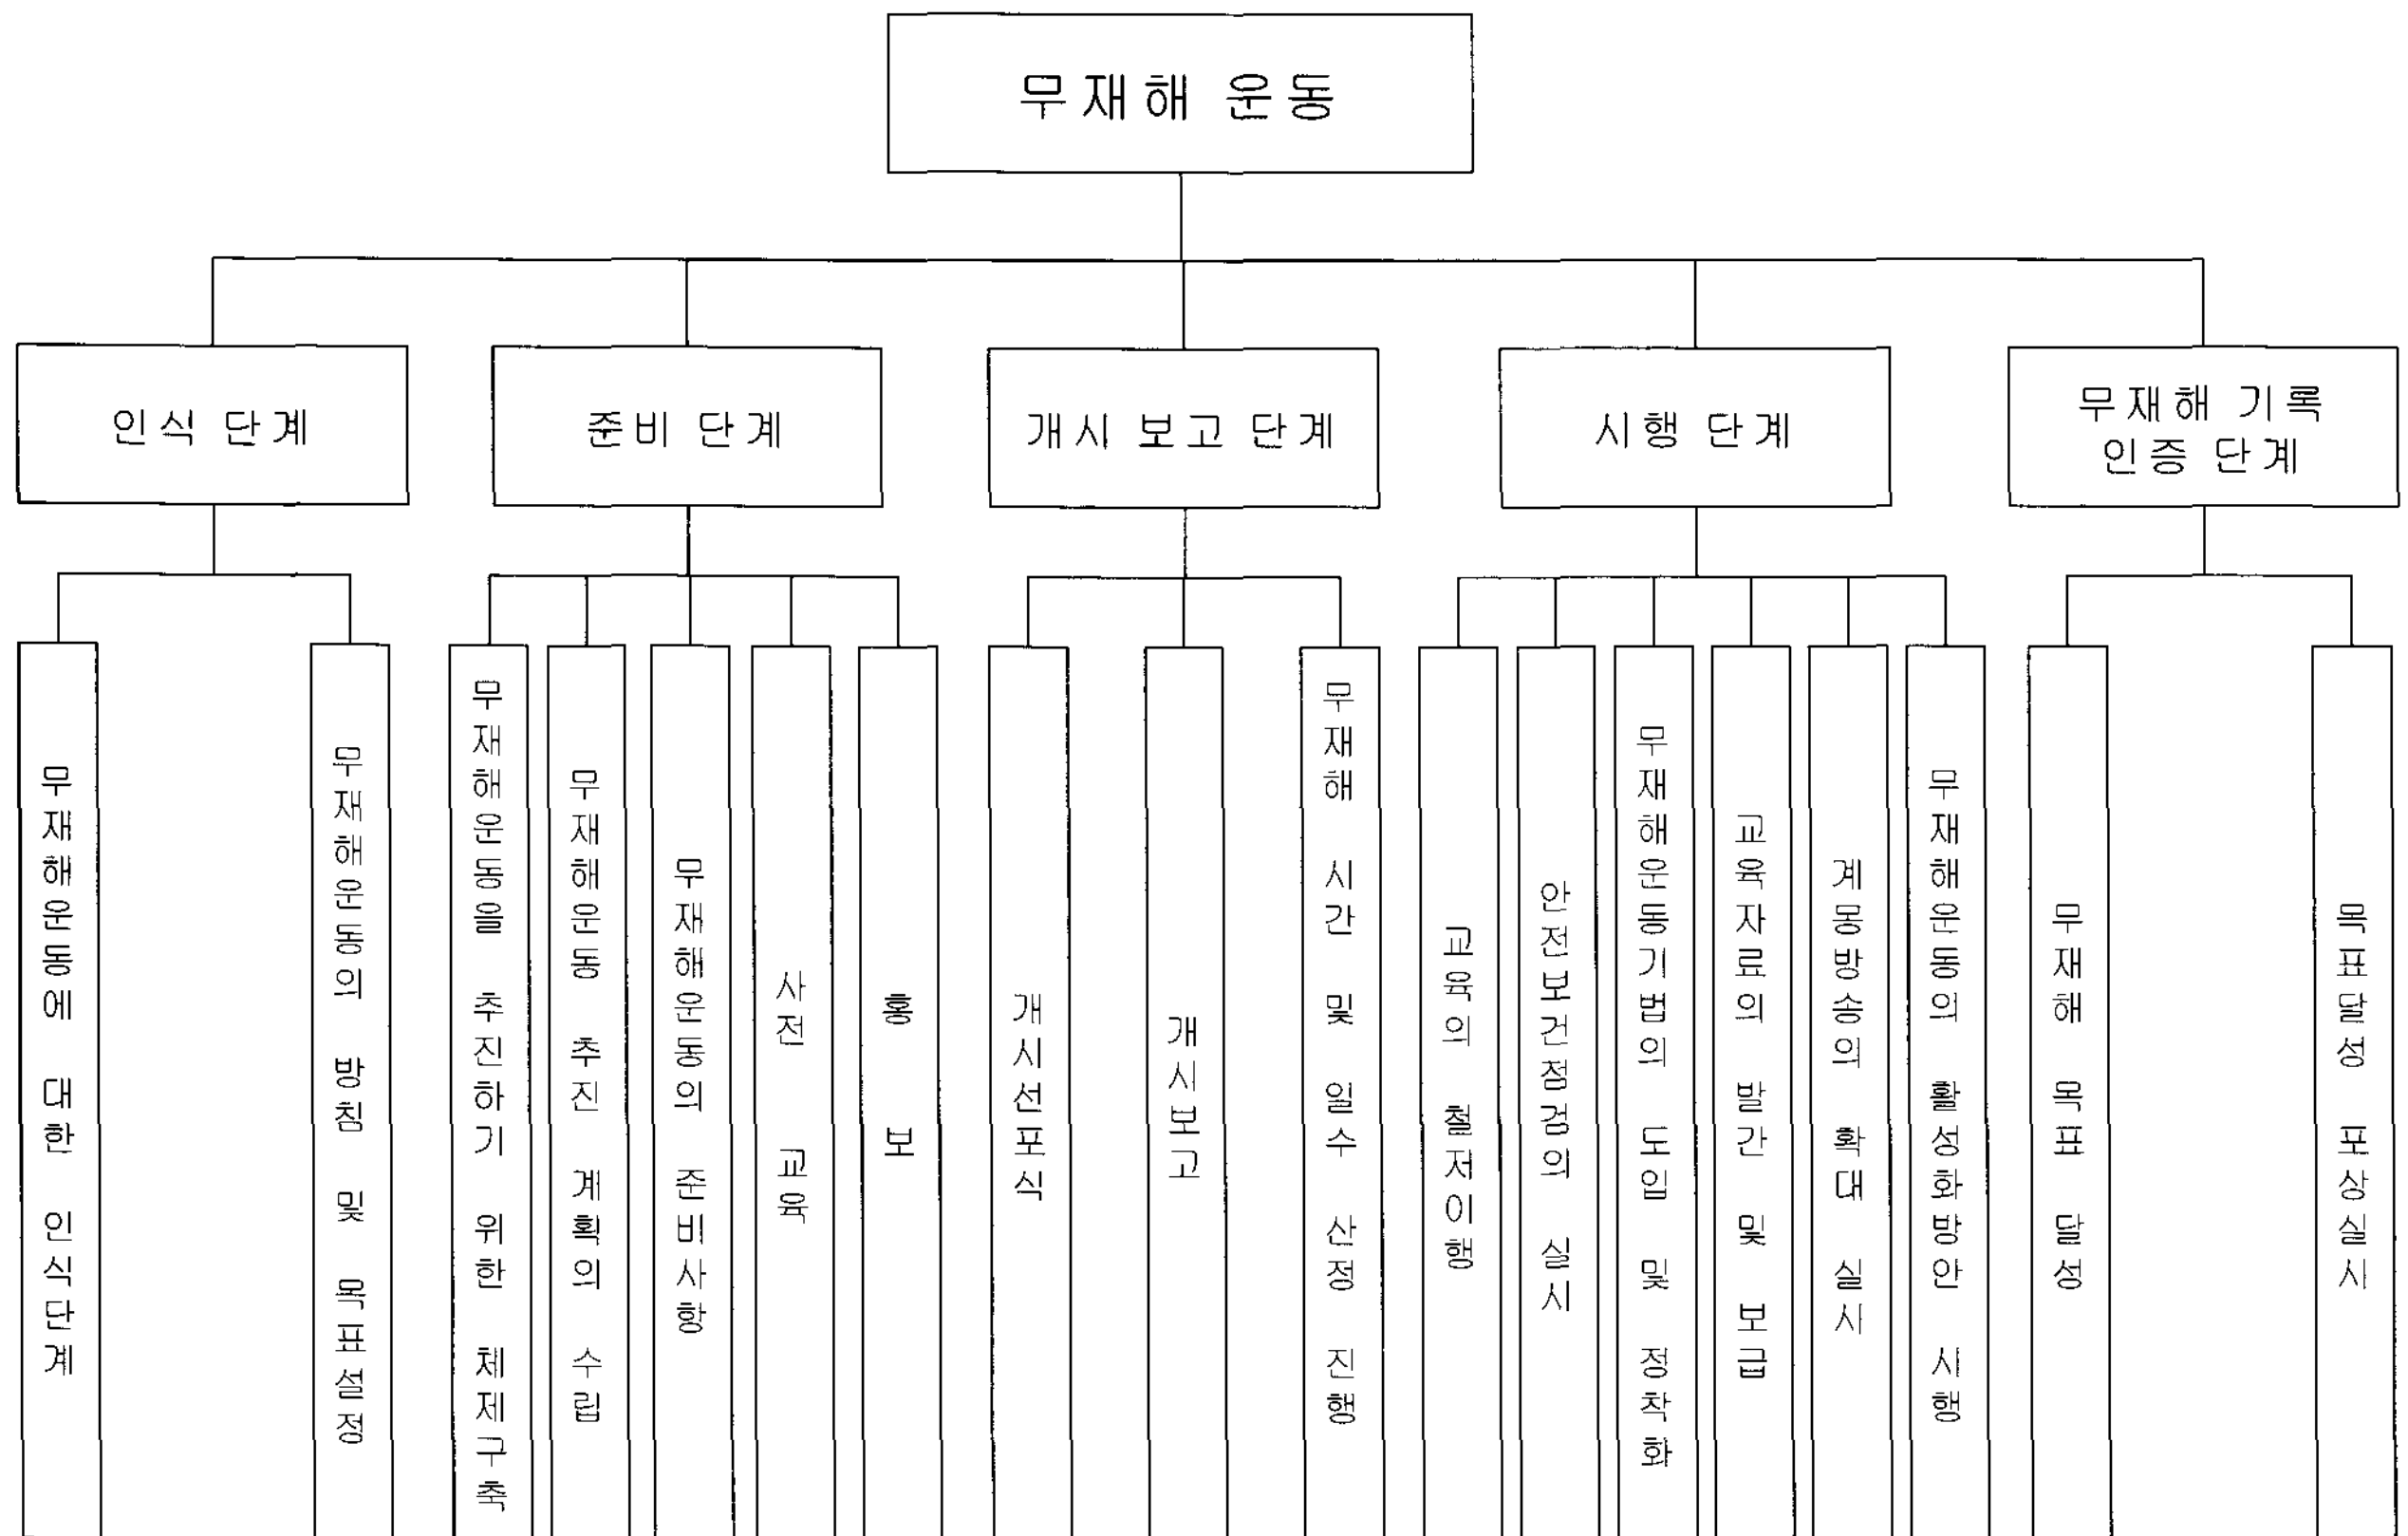 무재해 운동
인식 단계
준비 단계
개시 보고 단계
시행 단계
무재해 기록
인증 단계
무재해운동에 대한 인식단계
무재해운동의 방침 및 목표설정
무재해운동을 추진하기 위한 체제구축
무재해운동 추진 계획의 수립
무재해운동의 준비사항
사전 교육
홍 보
개시선포식
개시보고
무재해 시간 및 일수 산정 진행
교육의 철저이행
안전보건점검의 실시
무재해운동기법의 도입 및 정착화
교육자료의 발간 및 보급
계몽방송의 확대 실시
무재해운동의 활성화방안 시행
무재해 목표 달성
목표달성 포상실시